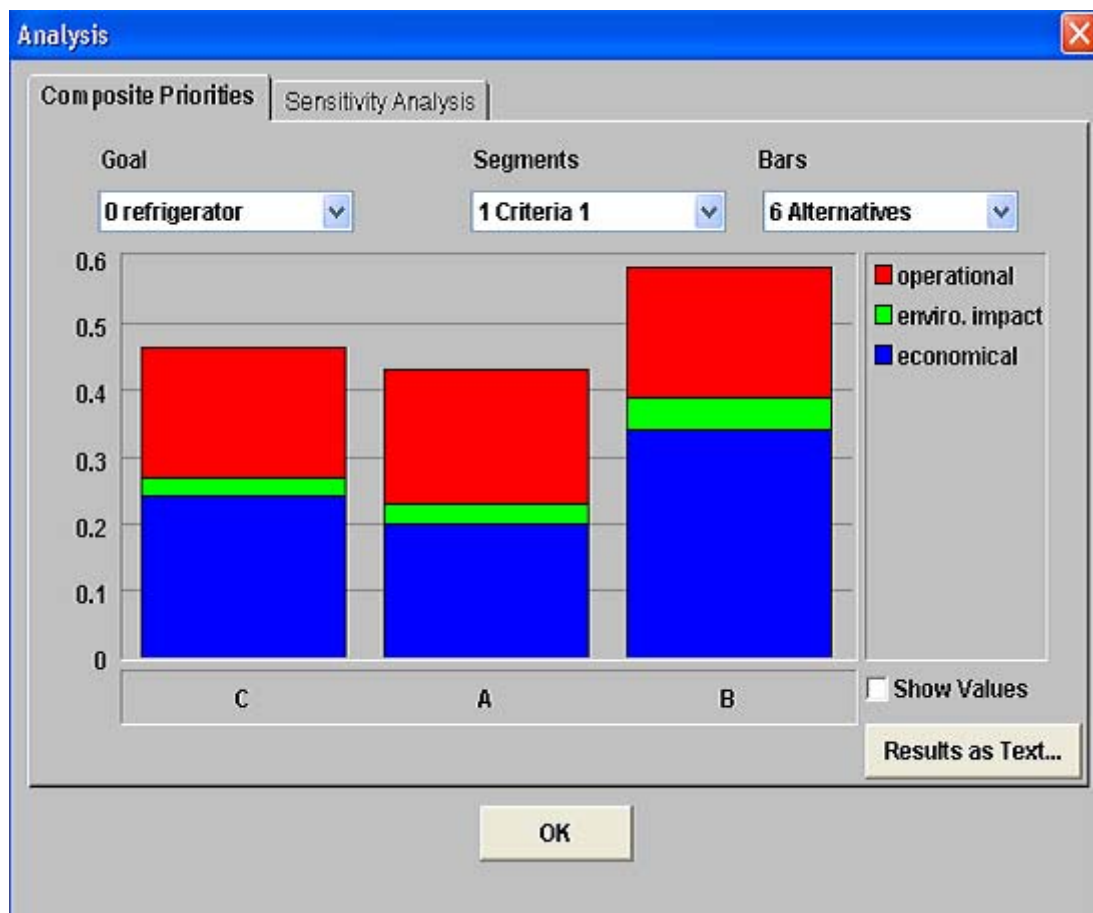 Analysis
Composite Priorities Sensitivity Analysis
Goal Segments Bars
0 refrigerator 1 Criteria 1 6 Alternatives
0.6
0.5
0.4
0.3
0.2
0.1
0
operational
enviro. impact
economical
C A B
Show Values
Results as Text...
OK